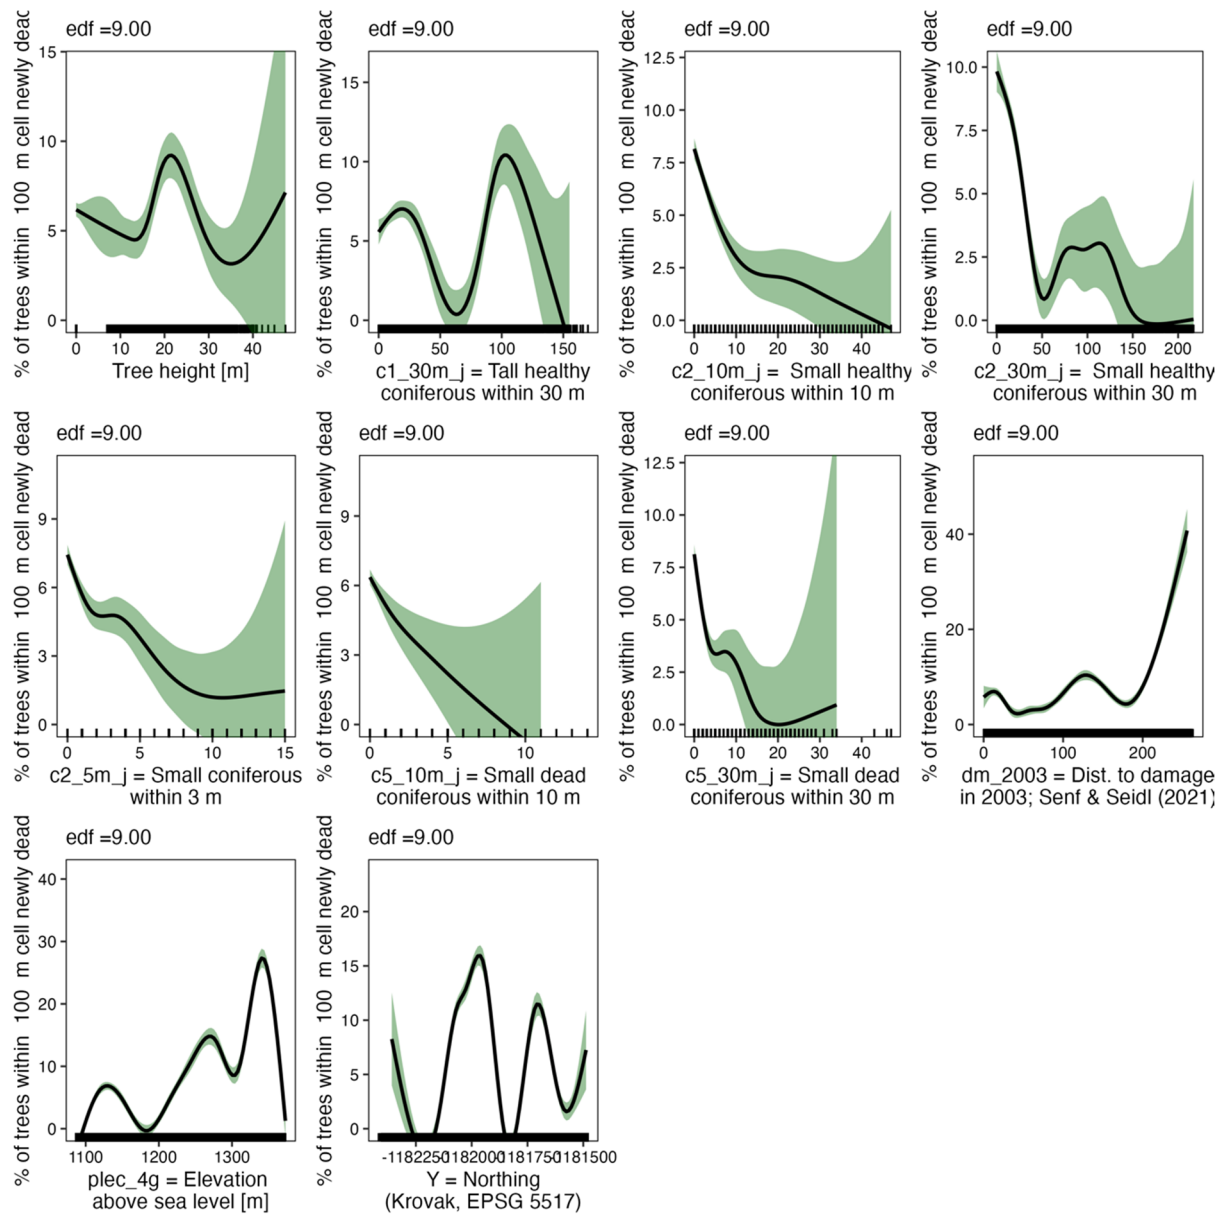 edf =9.00
% of trees within  100  m cell newly dead
15
10
5
0
0 10 20 30 40
Tree height [m]
edf =9.00
% of trees within  100  m cell newly dead
15
10
5
0
0 50 100 150
c1_30m_j = Tall healthy
coniferous within 30 m
edf =9.00
% of trees within  100  m cell newly dead
12.5
10.0
7.5
5.0
2.5
0.0
0 10 20 30 40
c2_10m_j =  Small healthy
coniferous within 10 m
edf =9.00
% of trees within  100  m cell newly dead
10.0
7.5
5.0
2.5
0.0
0 50 100 150 200
c2_30m_j =  Small healthy
coniferous within 30 m
edf =9.00
% of trees within  100  m cell newly dead
9
6
3
0
0 5 10 15
c2_5m_j = Small coniferous
within 3 m
edf =9.00
% of trees within  100  m cell newly dead
9
6
3
0
0 5 10
c5_10m_j = Small dead
coniferous within 10 m
edf =9.00
% of trees within  100  m cell newly dead
12.5
10.0
7.5
5.0
2.5
0.0
0 10 20 30 40
c5_30m_j = Small dead
coniferous within 30 m
edf =9.00
% of trees within  100  m cell newly dead
40
20
0
0 100 200
dm_2003 = Dist. to damage
in 2003; Senf & Seidl (2021)
edf =9.00
% of trees within  100  m cell newly dead
40
30
20
10
0
1100 1200 1300
plec_4g = Elevation
above sea level [m]
edf =9.00
% of trees within  100  m cell newly dead
20
15
10
5
0
-1182250 -1182000 -1181750 -1181500
Y = Northing
(Krovak, EPSG 5517)